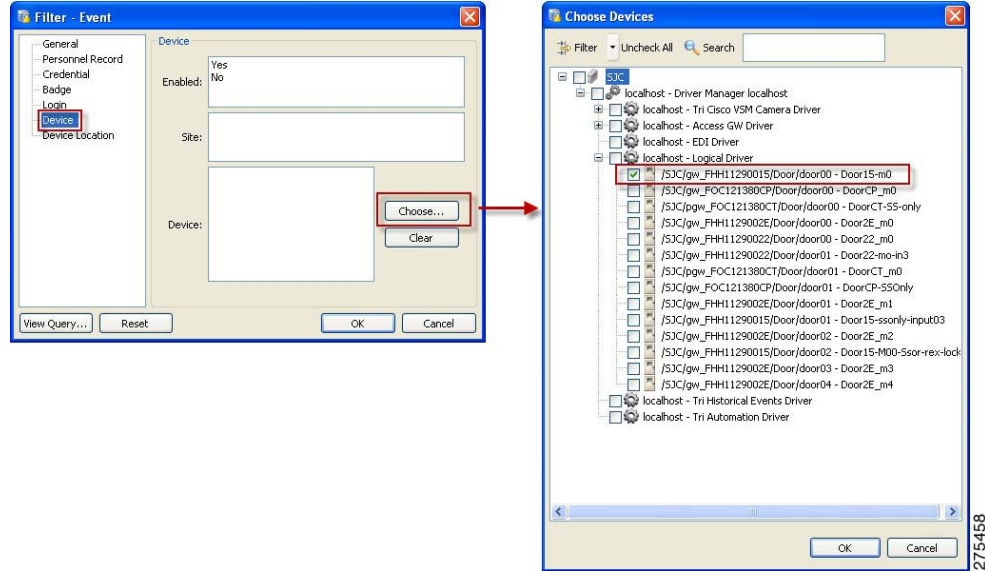 Filter - Event
General
Personnel Record
Credential
Badge
Login
Device
Device Location
Device
Enabled:
Yes
No
Site:
Device:
Choose...
Clear
View Query...
Reset
OK
Cancel
Choose Devices
Filter
Uncheck All
Search
SJC
localhost - Driver Manager localhost
localhost - Tri Cisco VSM Camera Driver
localhost - Access GW Driver
localhost - EDI Driver
localhost - Logical Driver
/SJC/gw_FHH11290015/Door/door00 - Door15-m0
/SJC/gw_FOC121380CP/Door/door00 - DoorCP_m0
/SJC/pgw_FOC121380CT/Door/door00 - DoorCT-SS-only
/SJC/gw_FHH1129002E/Door/door00 - Door2E_m0
/SJC/gw_FHH11290022/Door/door00 - Door22_m0
/SJC/gw_FHH11290022/Door/door01 - Door22-mo-in3
/SJC/pgw_FOC121380CT/Door/door01 - DoorCT_m0
/SJC/gw_FOC121380CP/Door/door01 - DoorCP-SSOnly
/SJC/gw_FHH1129002E/Door/door01 - Door2E_m1
/SJC/gw_FHH11290015/Door/door01 - Door15-ssonly-input03
/SJC/gw_FHH1129002E/Door/door02 - Door2E_m2
/SJC/gw_FHH11290015/Door/door02 - Door15-M00-Ssor-rex-lock
/SJC/gw_FHH1129002E/Door/door03 - Door2E_m3
/SJC/gw_FHH1129002E/Door/door04 - Door2E_m4
localhost - Tri Historical Events Driver
localhost - Tri Automation Driver
OK
Cancel
275458